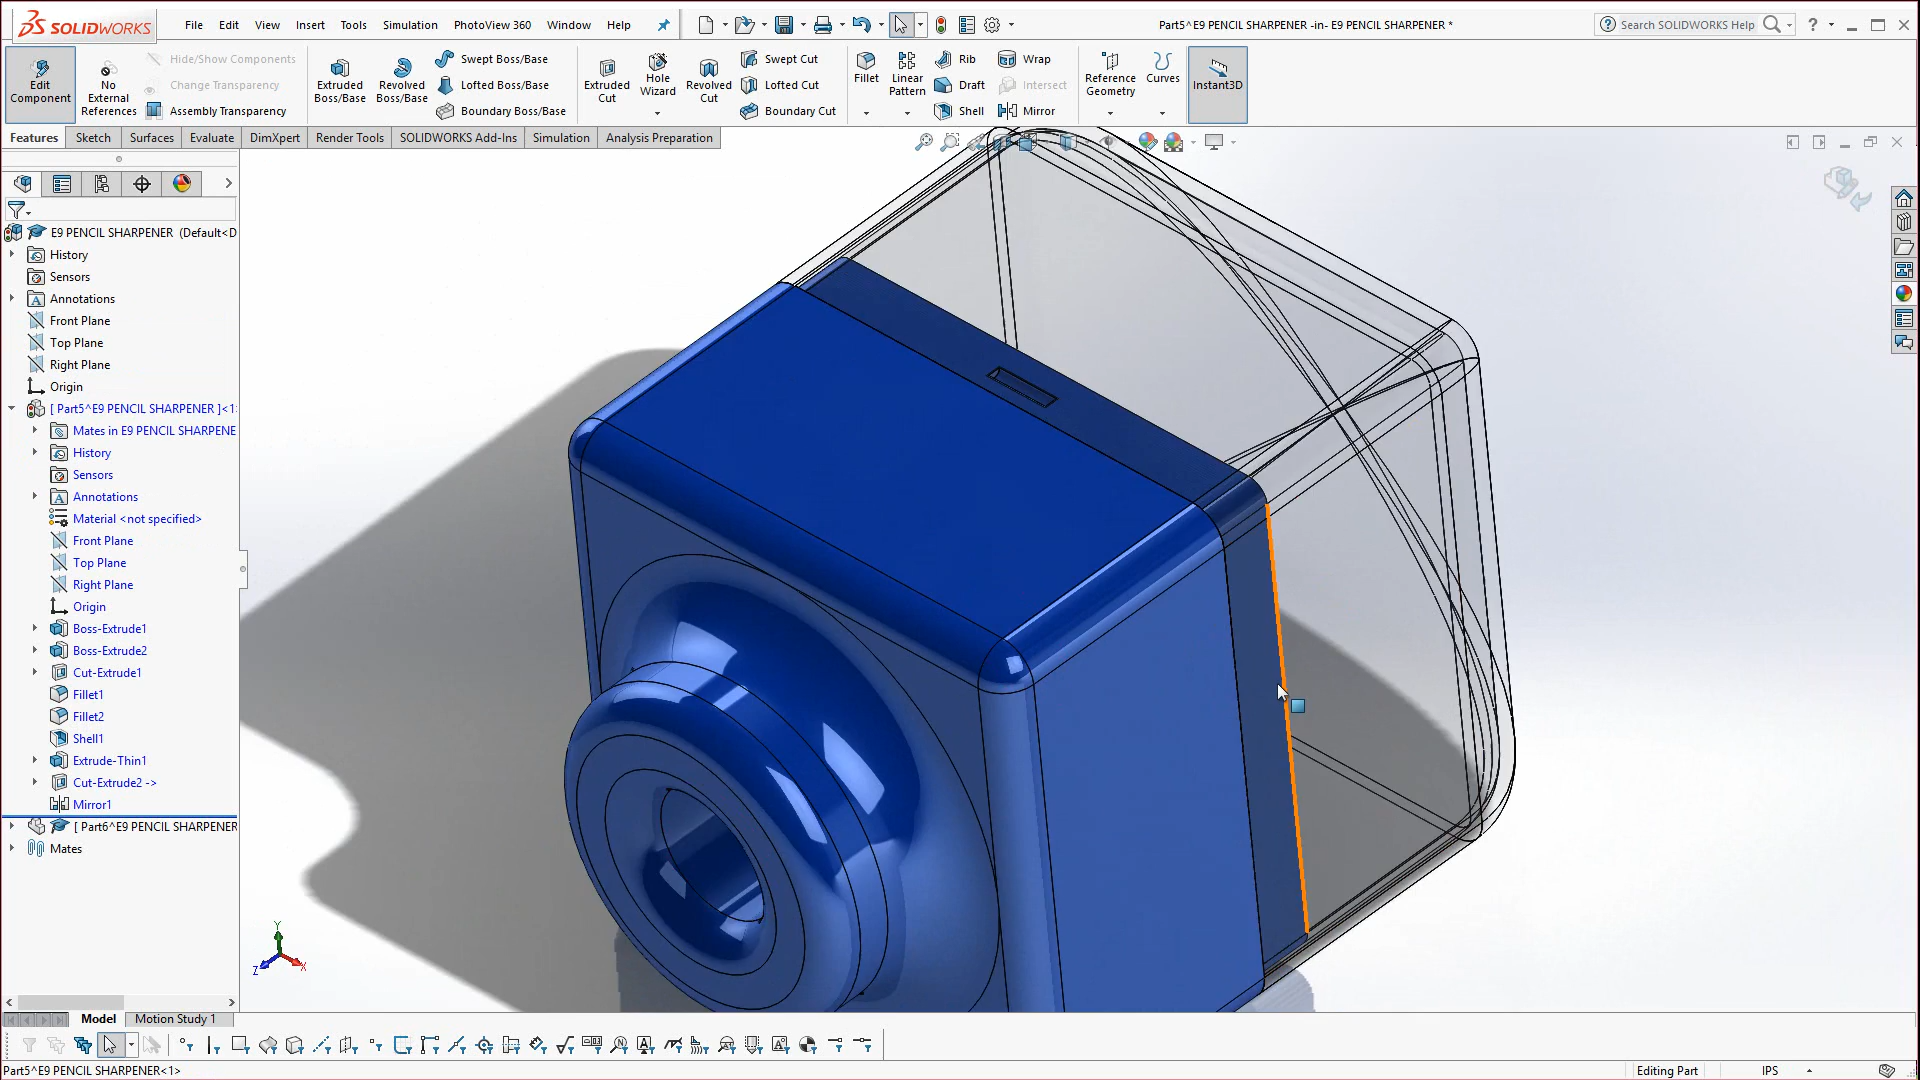 SOLIDWORKS
File Edit View Insert Tools Simulation PhotoView 360 Window Help
Part5^E9 PENCIL SHARPENER -in- E9 PENCIL SHARPENER *
Search SOLIDWORKS Help
?
Edit Component
No External References
Hide/Show Components
Change Transparency
Assembly Transparency
Extruded Boss/Base
Revolved Boss/Base
Swept Boss/Base
Lofted Boss/Base
Boundary Boss/Base
Extruded Cut
Hole Wizard
Revolved Cut
Swept Cut
Lofted Cut
Boundary Cut
Fillet
Linear Pattern
Rib
Draft
Shell
Wrap
Intersect
Mirror
Reference Geometry
Curves
Instant3D
Features Sketch Surfaces Evaluate DimXpert Render Tools SOLIDWORKS Add-Ins Simulation Analysis Preparation
E9 PENCIL SHARPENER (Default<D
History
Sensors
Annotations
Front Plane
Top Plane
Right Plane
Origin
[ Part5^E9 PENCIL SHARPENER ]<1
Mates in E9 PENCIL SHARPENE
History
Sensors
Annotations
Material <not specified>
Front Plane
Top Plane
Right Plane
Origin
Boss-Extrude1
Boss-Extrude2
Cut-Extrude1
Fillet1
Fillet2
Shell1
Extrude-Thin1
Cut-Extrude2 ->
Mirror1
[ Part6^E9 PENCIL SHARPENER
Mates
Y
Z
X
Model Motion Study 1
Part5^E9 PENCIL SHARPENER<1>
Editing Part
IPS